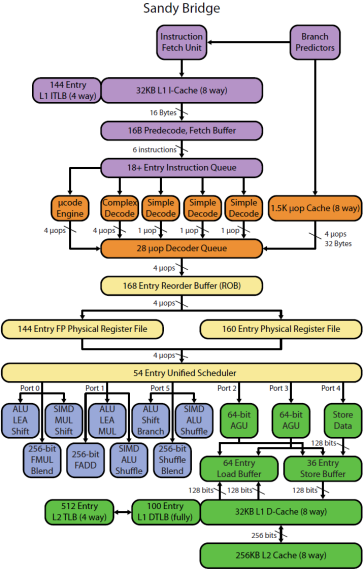 Sandy Bridge
Instruction
Fetch Unit
Branch
Predictors
144 Entry
L1 ITLB (4 way)
32KB L1 I-Cache (8 way)
16 Bytes
16B Predecode, Fetch Buffer
6 instructions
18+ Entry Instruction Queue
μcode
Engine
Complex
Decode
Simple
Decode
Simple
Decode
Simple
Decode
1.5K μop Cache (8 way)
4 μops
4 μops
1 μop
1 μop
1 μop
4 μops
32 Bytes
28 μop Decoder Queue
4 μops
168 Entry Reorder Buffer (ROB)
4 μops
144 Entry FP Physical Register File
160 Entry Physical Register File
4 μops
54 Entry Unified Scheduler
Port 0
Port 1
Port 5
Port 2
Port 3
Port 4
ALU
LEA
Shift
SIMD
MUL
Shift
ALU
LEA
MUL
ALU
Shift
Branch
SIMD
ALU
Shuffle
64-bit
AGU
64-bit
AGU
Store
Data
128 bits
256-bit
FMUL
Blend
256-bit
FADD
SIMD
ALU
Shuffle
256-bit
Shuffle
Blend
64 Entry
Load Buffer
36 Entry
Store Buffer
128 bits
128 bits
128 bits
512 Entry
L2 TLB (4 way)
100 Entry
L1 DTLB (fully)
32KB L1 D-Cache (8 way)
256 bits
256KB L2 Cache (8 way)